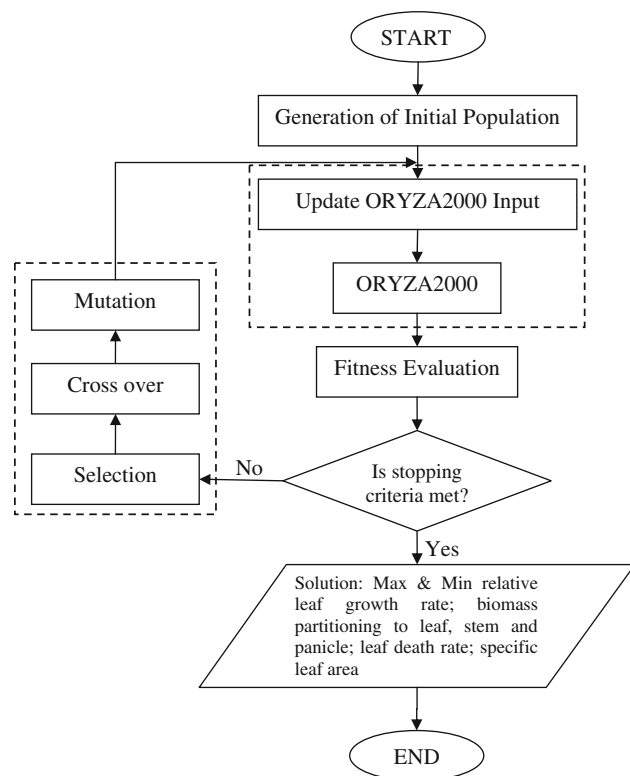 START
Generation of Initial Population
Update ORYZA2000 Input
ORYZA2000
Mutation
Cross over
Selection
Fitness Evaluation
No
Is stopping
criteria met?
Yes
Solution: Max & Min relative
leaf growth rate; biomass
partitioning to leaf, stem and
panicle; leaf death rate; specific
leaf area
END